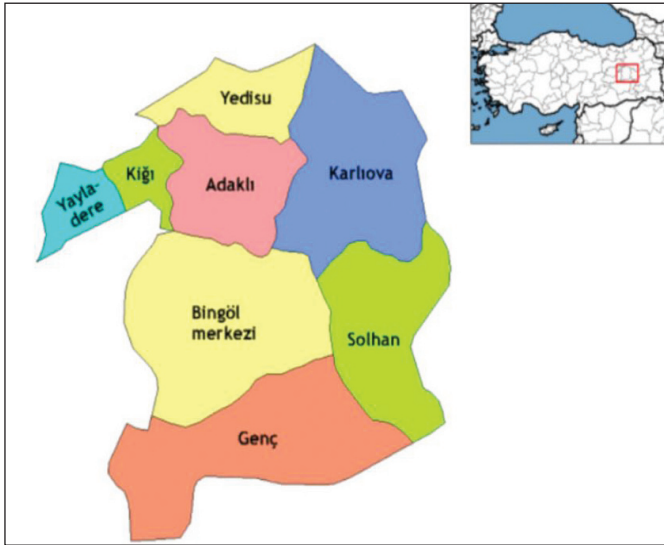 Yedisu
Kiğı
Adaklı
Karlıova
Yayla-
dere
Bingöl
merkezi
Solhan
Genç